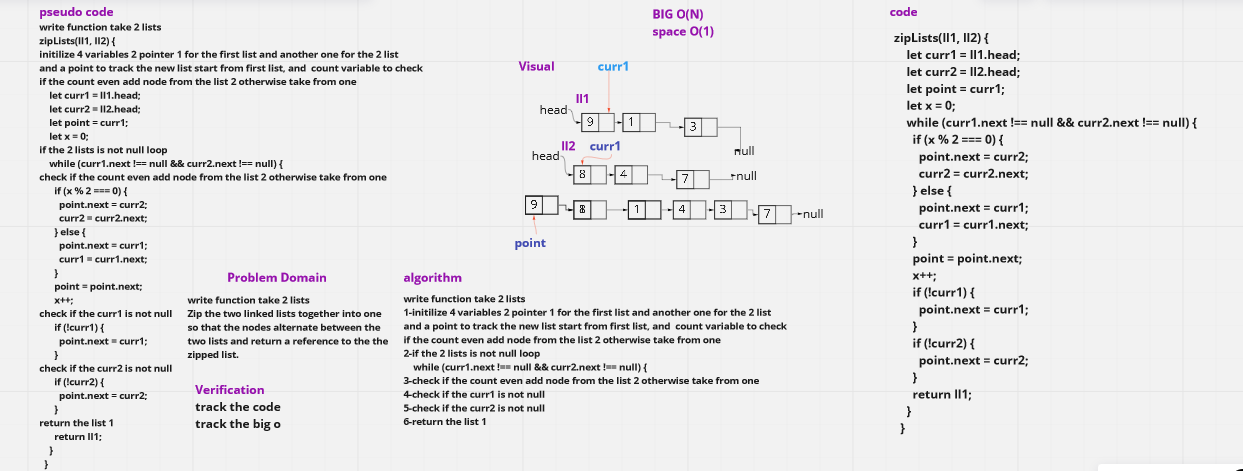 pseudo code
write function take 2 lists
zipLists(ll1, ll2) {
initilize 4 variables 2 pointer 1 for the first list and another one for the 2 list
and a point to track the new list start from first list, and count variable to check
if the count even add node from the list 2 otherwise take from one
let curr1 = ll1.head;
let curr2 = ll2.head;
let point = curr1;
let x = 0;
if the 2 lists is not null loop
while (curr1.next !== null && curr2.next !== null) {
check if the count even add node from the list 2 otherwise take from one
if (x % 2 === 0) {
point.next = curr2;
curr2 = curr2.next;
} else {
point.next = curr1;
curr1 = curr1.next;
}
point = point.next;
x++;
check if the curr1 is not null
if (!curr1) {
point.next = curr1;
}
check if the curr2 is not null
if (!curr2) {
point.next = curr2;
}
return the list 1
return ll1;
}
}
Problem Domain
write function take 2 lists
Zip the two linked lists together into one
so that the nodes alternate between the
two lists and return a reference to the the
zipped list.
Verification
track the code
track the big o
BIG O(N)
space O(1)
Visual
curr1
ll1
head
9
1
3
null
ll2
curr1
head
8
4
7
null
9
8
1
4
3
7
null
point
algorithm
write function take 2 lists
1-initilize 4 variables 2 pointer 1 for the first list and another one for the 2 list
and a point to track the new list start from first list, and count variable to check
if the count even add node from the list 2 otherwise take from one
2-if the 2 lists is not null loop
while (curr1.next !== null && curr2.next !== null) {
3-check if the count even add node from the list 2 otherwise take from one
4-check if the curr1 is not null
5-check if the curr2 is not null
6-return the list 1
code
zipLists(ll1, ll2) {
let curr1 = ll1.head;
let curr2 = ll2.head;
let point = curr1;
let x = 0;
while (curr1.next !== null && curr2.next !== null) {
if (x % 2 === 0) {
point.next = curr2;
curr2 = curr2.next;
} else {
point.next = curr1;
curr1 = curr1.next;
}
point = point.next;
x++;
if (!curr1) {
point.next = curr1;
}
if (!curr2) {
point.next = curr2;
}
return ll1;
}
}